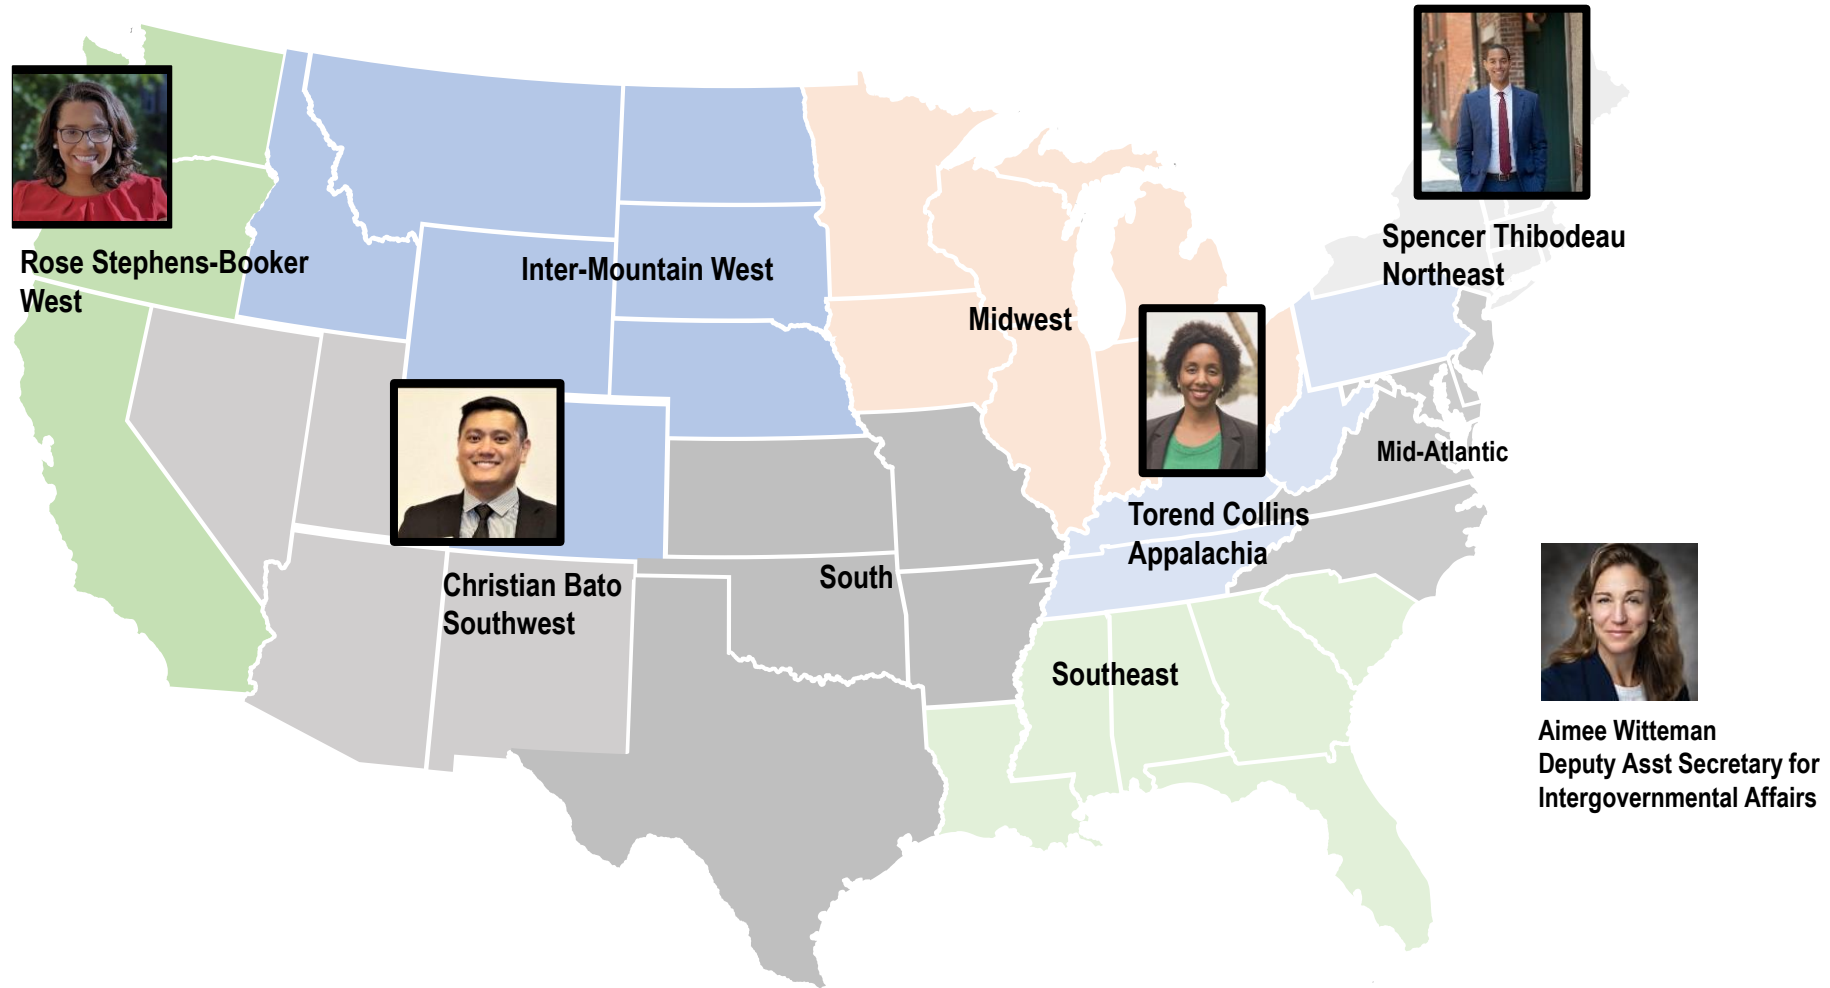 Rose Stephens-Booker
West
Inter-Mountain West
Midwest
Spencer Thibodeau
Northeast
Mid-Atlantic
Torend Collins
Appalachia
Christian Bato
Southwest
South
Southeast
Aimee Witteman
Deputy Asst Secretary for
Intergovernmental Affairs